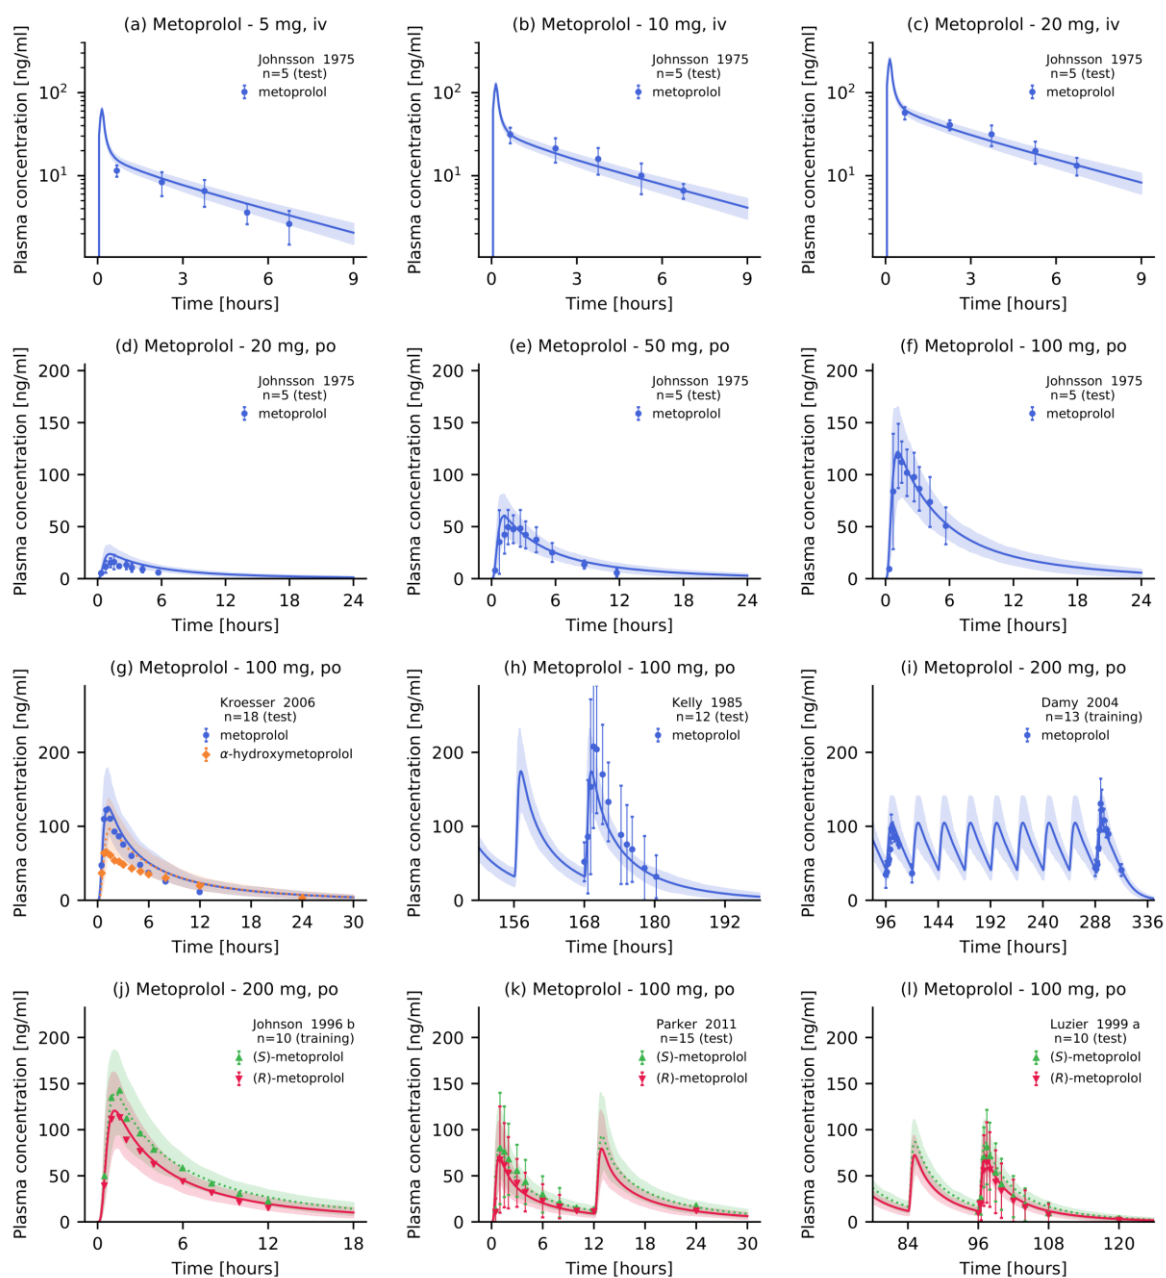 (a) Metoprolol - 5 mg, iv
Plasma concentration [ng/ml]
10²
10¹
Johnsson 1975
n=5 (test)
metoprolol
0 3 6 9
Time [hours]
(b) Metoprolol - 10 mg, iv
Plasma concentration [ng/ml]
10²
10¹
Johnsson 1975
n=5 (test)
metoprolol
0 3 6 9
Time [hours]
(c) Metoprolol - 20 mg, iv
Plasma concentration [ng/ml]
10²
10¹
Johnsson 1975
n=5 (test)
metoprolol
0 3 6 9
Time [hours]
(d) Metoprolol - 20 mg, po
Plasma concentration [ng/ml]
200
150
100
50
0
Johnsson 1975
n=5 (test)
metoprolol
0 6 12 18 24
Time [hours]
(e) Metoprolol - 50 mg, po
Plasma concentration [ng/ml]
200
150
100
50
0
Johnsson 1975
n=5 (test)
metoprolol
0 6 12 18 24
Time [hours]
(f) Metoprolol - 100 mg, po
Plasma concentration [ng/ml]
200
150
100
50
0
Johnsson 1975
n=5 (test)
metoprolol
0 6 12 18 24
Time [hours]
(g) Metoprolol - 100 mg, po
Plasma concentration [ng/ml]
200
100
0
Kroesser 2006
n=18 (test)
metoprolol
α-hydroxymetoprolol
0 6 12 18 24 30
Time [hours]
(h) Metoprolol - 100 mg, po
Plasma concentration [ng/ml]
200
100
0
Kelly 1985
n=12 (test)
metoprolol
156 168 180 192
Time [hours]
(i) Metoprolol - 200 mg, po
Plasma concentration [ng/ml]
200
100
0
Damy 2004
n=13 (training)
metoprolol
96 144 192 240 288 336
Time [hours]
(j) Metoprolol - 200 mg, po
Plasma concentration [ng/ml]
200
150
100
50
0
Johnson 1996 b
n=10 (training)
(S)-metoprolol
(R)-metoprolol
0 6 12 18
Time [hours]
(k) Metoprolol - 100 mg, po
Plasma concentration [ng/ml]
200
150
100
50
0
Parker 2011
n=15 (test)
(S)-metoprolol
(R)-metoprolol
0 6 12 18 24 30
Time [hours]
(l) Metoprolol - 100 mg, po
Plasma concentration [ng/ml]
200
150
100
50
0
Luzier 1999 a
n=10 (test)
(S)-metoprolol
(R)-metoprolol
84 96 108 120
Time [hours]